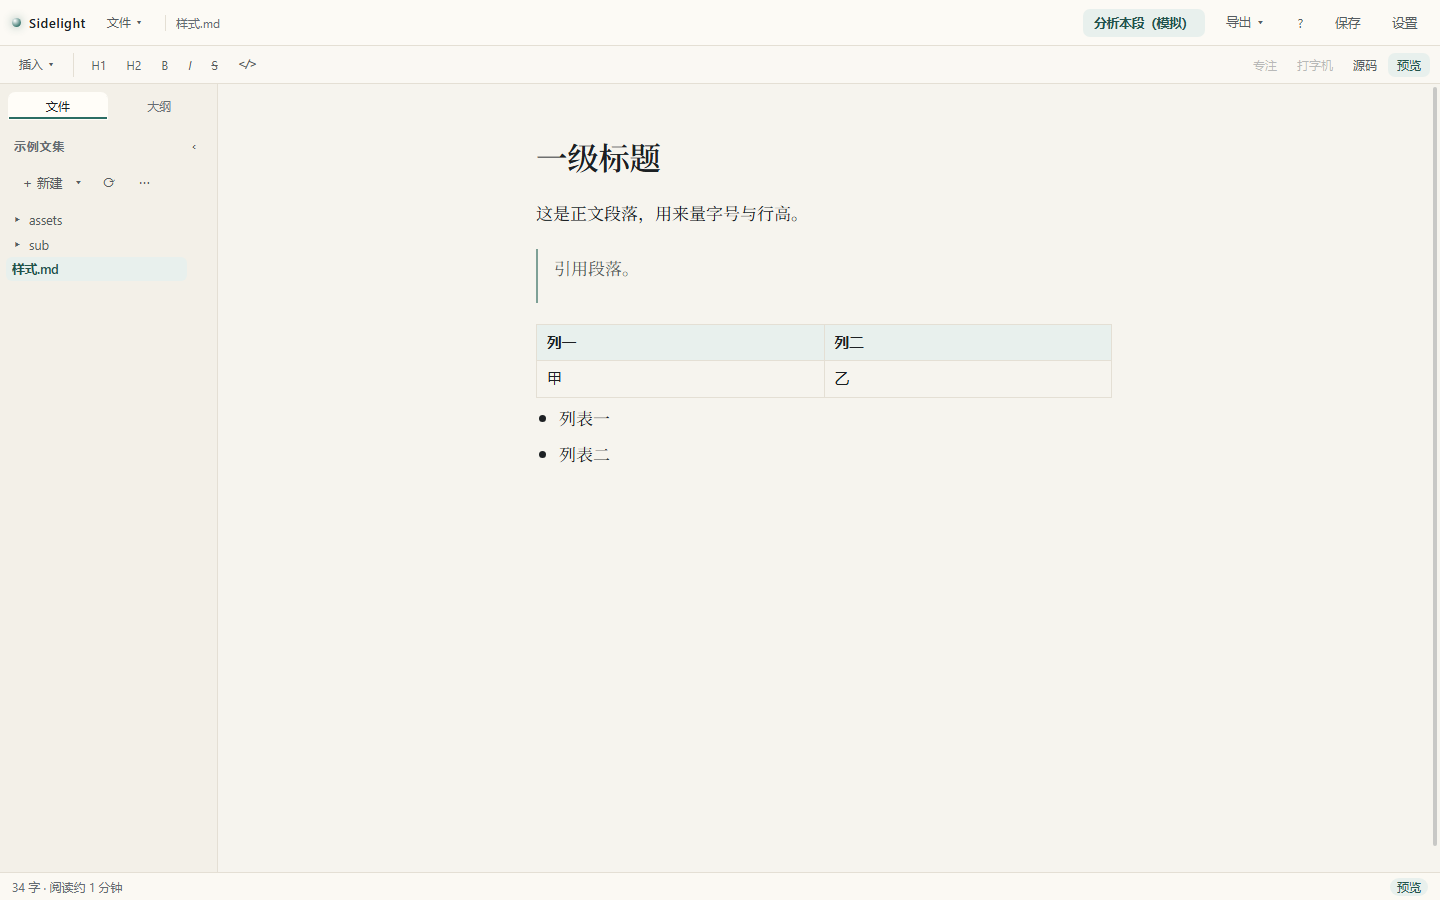 Sidelight 文件 样式.md 分析本段（模拟） 导出 ? 保存 设置
插入 H1 H2 B I S </> 专注 打字机 源码 预览
文件 大纲
示例文集
+ 新建 ...
assets
sub
样式.md
一级标题
这是正文段落，用来量字号与行高。
引用段落。
列一 列二
甲 乙
列表一
列表二
34 字 · 阅读约 1 分钟 预览